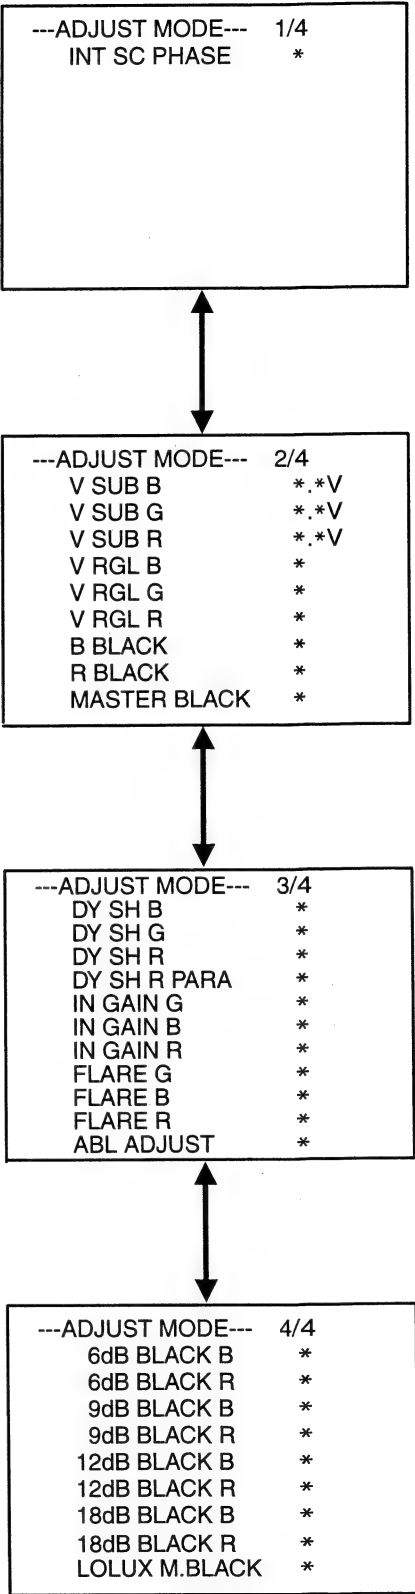 ---ADJUST MODE--- 1/4
INT SC PHASE *
---ADJUST MODE--- 2/4
V SUB B *.*V
V SUB G *.*V
V SUB R *.*V
V RGL B *
V RGL G *
V RGL R *
B BLACK *
R BLACK *
MASTER BLACK *
---ADJUST MODE--- 3/4
DY SH B *
DY SH G *
DY SH R *
DY SH R PARA *
IN GAIN G *
IN GAIN B *
IN GAIN R *
FLARE G *
FLARE B *
FLARE R *
ABL ADJUST *
---ADJUST MODE--- 4/4
6dB BLACK B *
6dB BLACK R *
9dB BLACK B *
9dB BLACK R *
12dB BLACK B *
12dB BLACK R *
18dB BLACK B *
18dB BLACK R *
LOLUX M.BLACK *